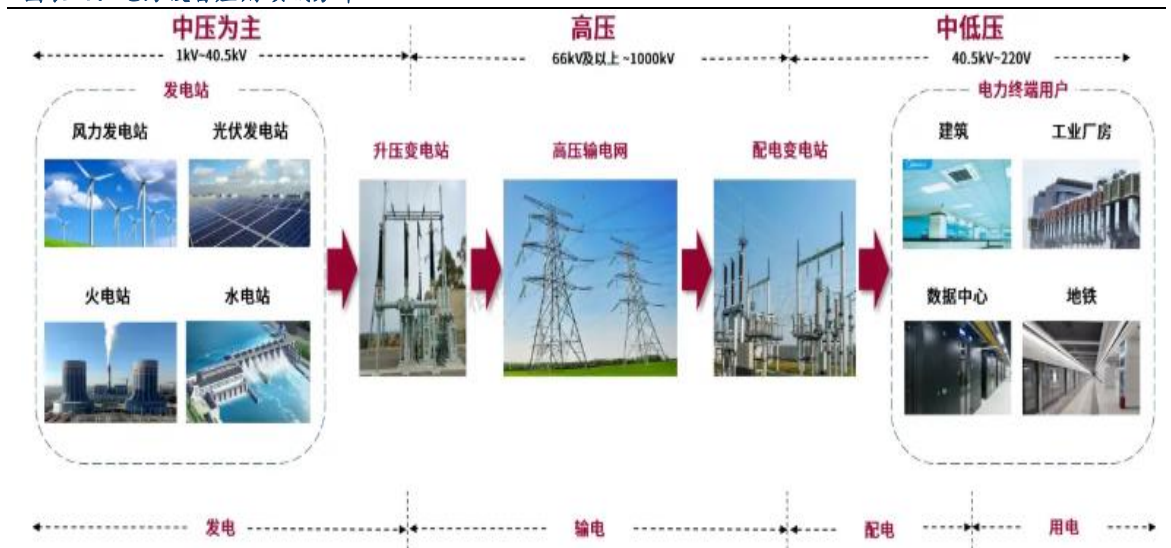 中压为主
高压
中低压
1kV~40.5kV
66kV及以上 ~1000kV
40.5kV~220V
发电站
电力终端用户
风力发电站
光伏发电站
建筑
工业厂房
升压变电站
高压输电网
配电变电站
火电站
水电站
数据中心
地铁
发电
输电
配电
用电